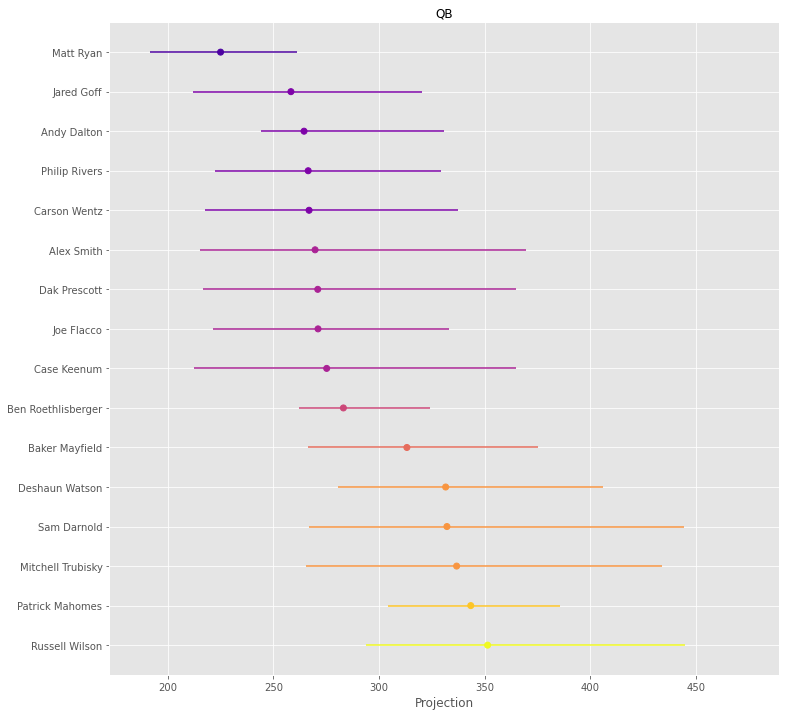 QB
Matt Ryan
Jared Goff
Andy Dalton
Philip Rivers
Carson Wentz
Alex Smith
Dak Prescott
Joe Flacco
Case Keenum
Ben Roethlisberger
Baker Mayfield
Deshaun Watson
Sam Darnold
Mitchell Trubisky
Patrick Mahomes
Russell Wilson
200 250 300 350 400 450
Projection